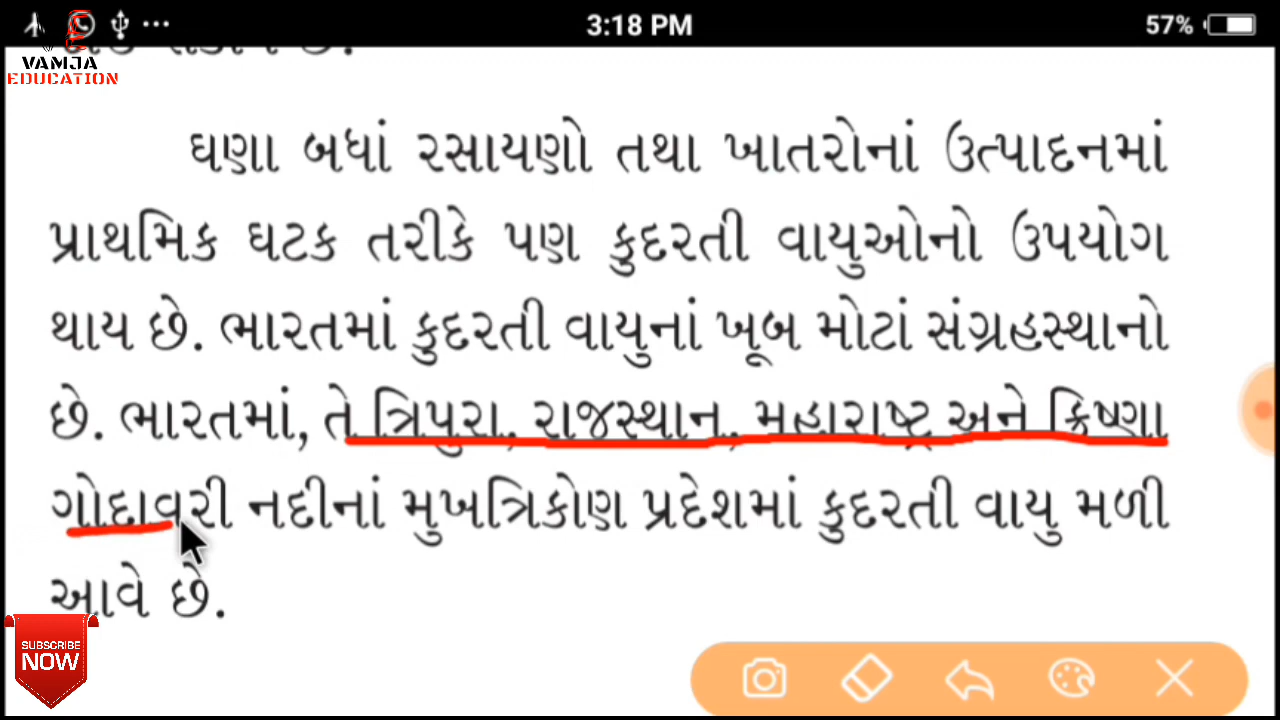 3:18 PM
57%
VAMJA
EDUCATION
ઘણા બધાં રસાયણો તથા ખાતરોનાં ઉત્પાદનમાં
પ્રાથમિક ઘટક તરીકે પણ કુદરતી વાયુઓનો ઉપયોગ
થાય છે. ભારતમાં કુદરતી વાયુનાં ખૂબ મોટાં સંગ્રહસ્થાનો
છે. ભારતમાં, તે ત્રિપુરા, રાજસ્થાન, મહારાષ્ટ્ર અને ક્રિષ્ણા
ગોદાવરી નદીનાં મુખત્રિકોણ પ્રદેશમાં કુદરતી વાયુ મળી
આવે છે.
SUBSCRIBE
NOW